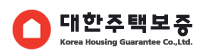 대한주택보증
Korea Housing Guarantee Co.,Ltd.